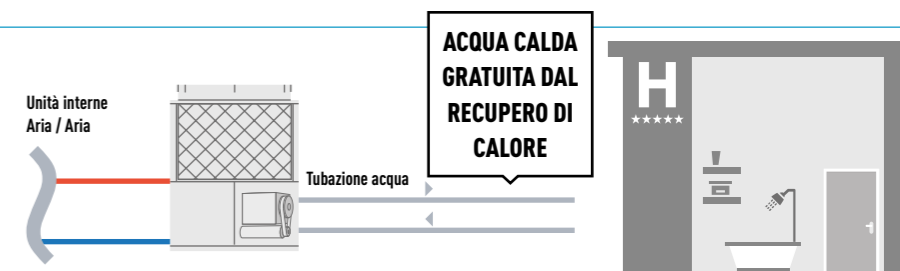 ACQUA CALDA
GRATUITA DAL
RECUPERO DI
CALORE
Unità interne
Aria / Aria
Tubazione acqua
H
★★★★★